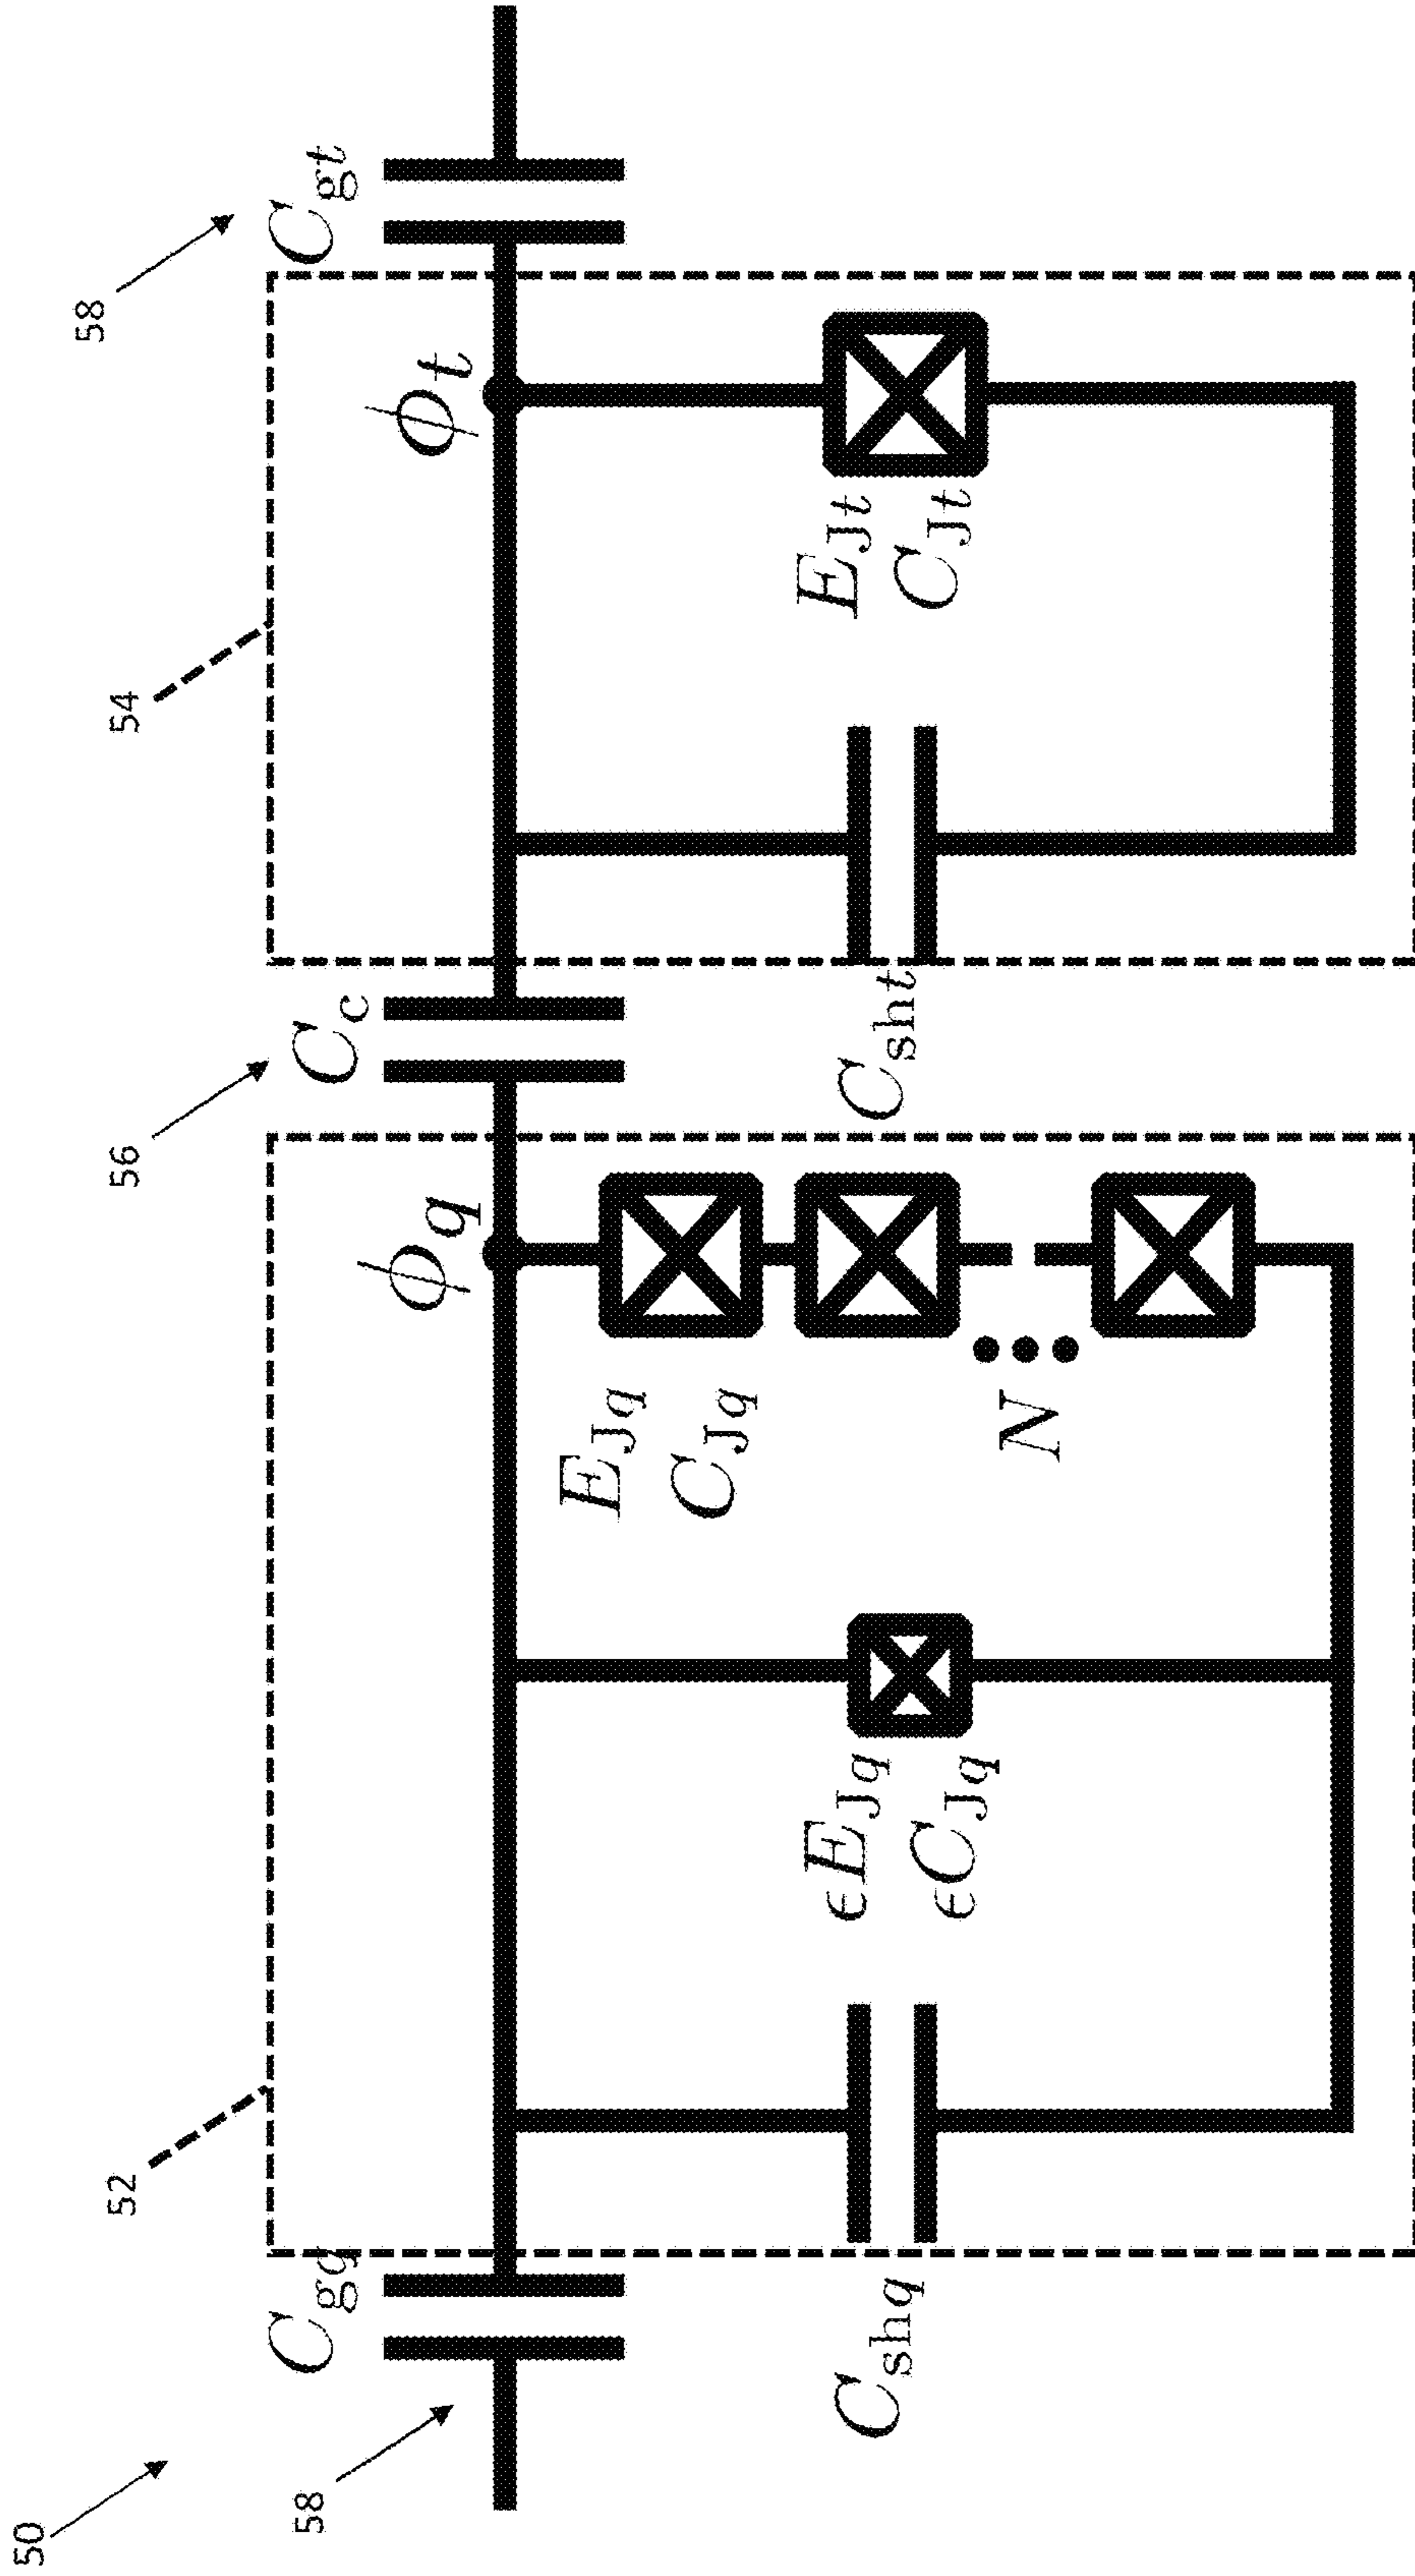 50
52
54
56
58
58
C_gq
C_c
C_gt
ϕ_q
ϕ_t
E_Jq
C_Jq
ϵE_Jq
ϵC_Jq
N
E_Jt
C_Jt
C_shq
C_sht